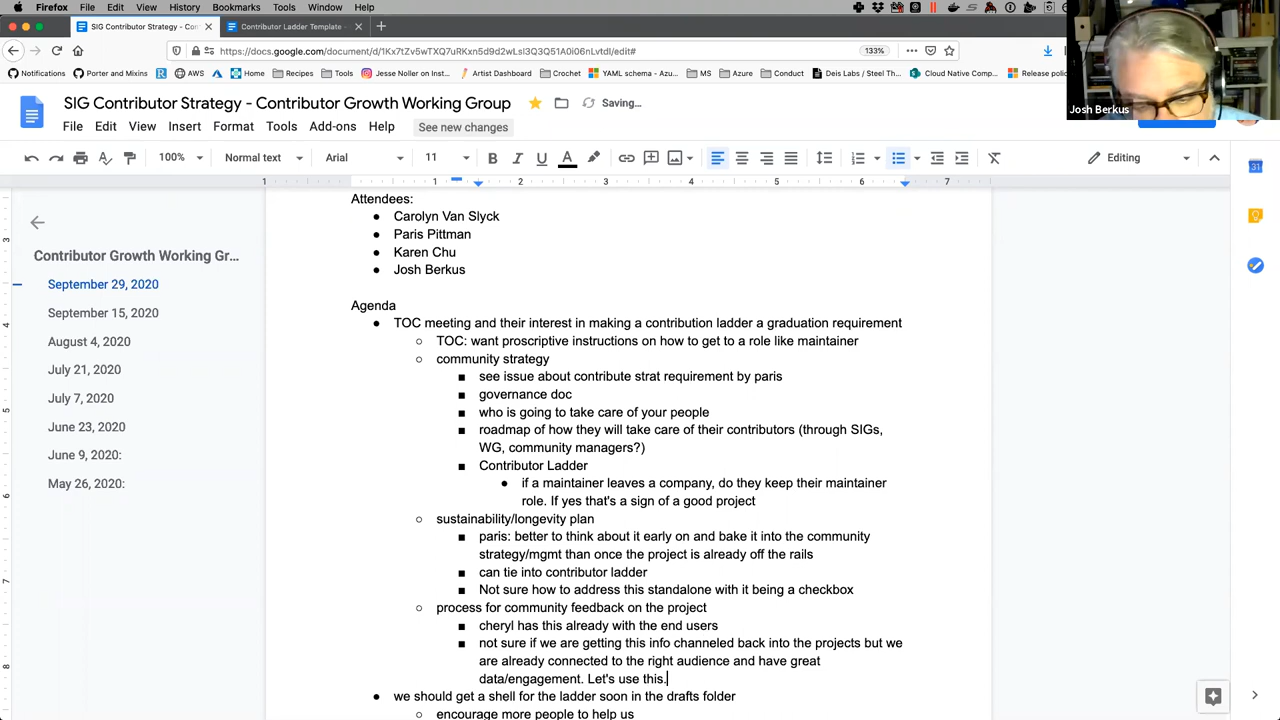 Firefox File Edit View History Bookmarks Tools Window Help
SIG Contributor Strategy - Con
Contributor Ladder Template -
https://docs.google.com/document/d/1Kx7tZv5wTXQ7uRKxn5d9d2wLsl3Q3Q51A0i06nLvtdI/edit#
133%
Notifications Porter and Mixins AWS Home Recipes Tools Jesse Noller on Inst... Artist Dashboard Crochet YAML schema - Azu... MS Azure Conduct Deis Labs / Steel Th... Cloud Native Comp... Release polic
Josh Berkus
SIG Contributor Strategy - Contributor Growth Working Group
Saving...
File Edit View Insert Format Tools Add-ons Help
See new changes
100% Normal text Arial 11 Editing
1 1 2 3 4 5 6 7
Contributor Growth Working Gr...
September 29, 2020
September 15, 2020
August 4, 2020
July 21, 2020
July 7, 2020
June 23, 2020
June 9, 2020:
May 26, 2020:
3
4
5
6
7
8
Attendees:
● Carolyn Van Slyck
● Paris Pittman
● Karen Chu
● Josh Berkus
Agenda
● TOC meeting and their interest in making a contribution ladder a graduation requirement
○ TOC: want proscriptive instructions on how to get to a role like maintainer
○ community strategy
■ see issue about contribute strat requirement by paris
■ governance doc
■ who is going to take care of your people
■ roadmap of how they will take care of their contributors (through SIGs,
WG, community managers?)
■ Contributor Ladder
● if a maintainer leaves a company, do they keep their maintainer
role. If yes that's a sign of a good project
○ sustainability/longevity plan
■ paris: better to think about it early on and bake it into the community
strategy/mgmt than once the project is already off the rails
■ can tie into contributor ladder
■ Not sure how to address this standalone with it being a checkbox
○ process for community feedback on the project
■ cheryl has this already with the end users
■ not sure if we are getting this info channeled back into the projects but we
are already connected to the right audience and have great
data/engagement. Let's use this.
● we should get a shell for the ladder soon in the drafts folder
○ encourage more people to help us